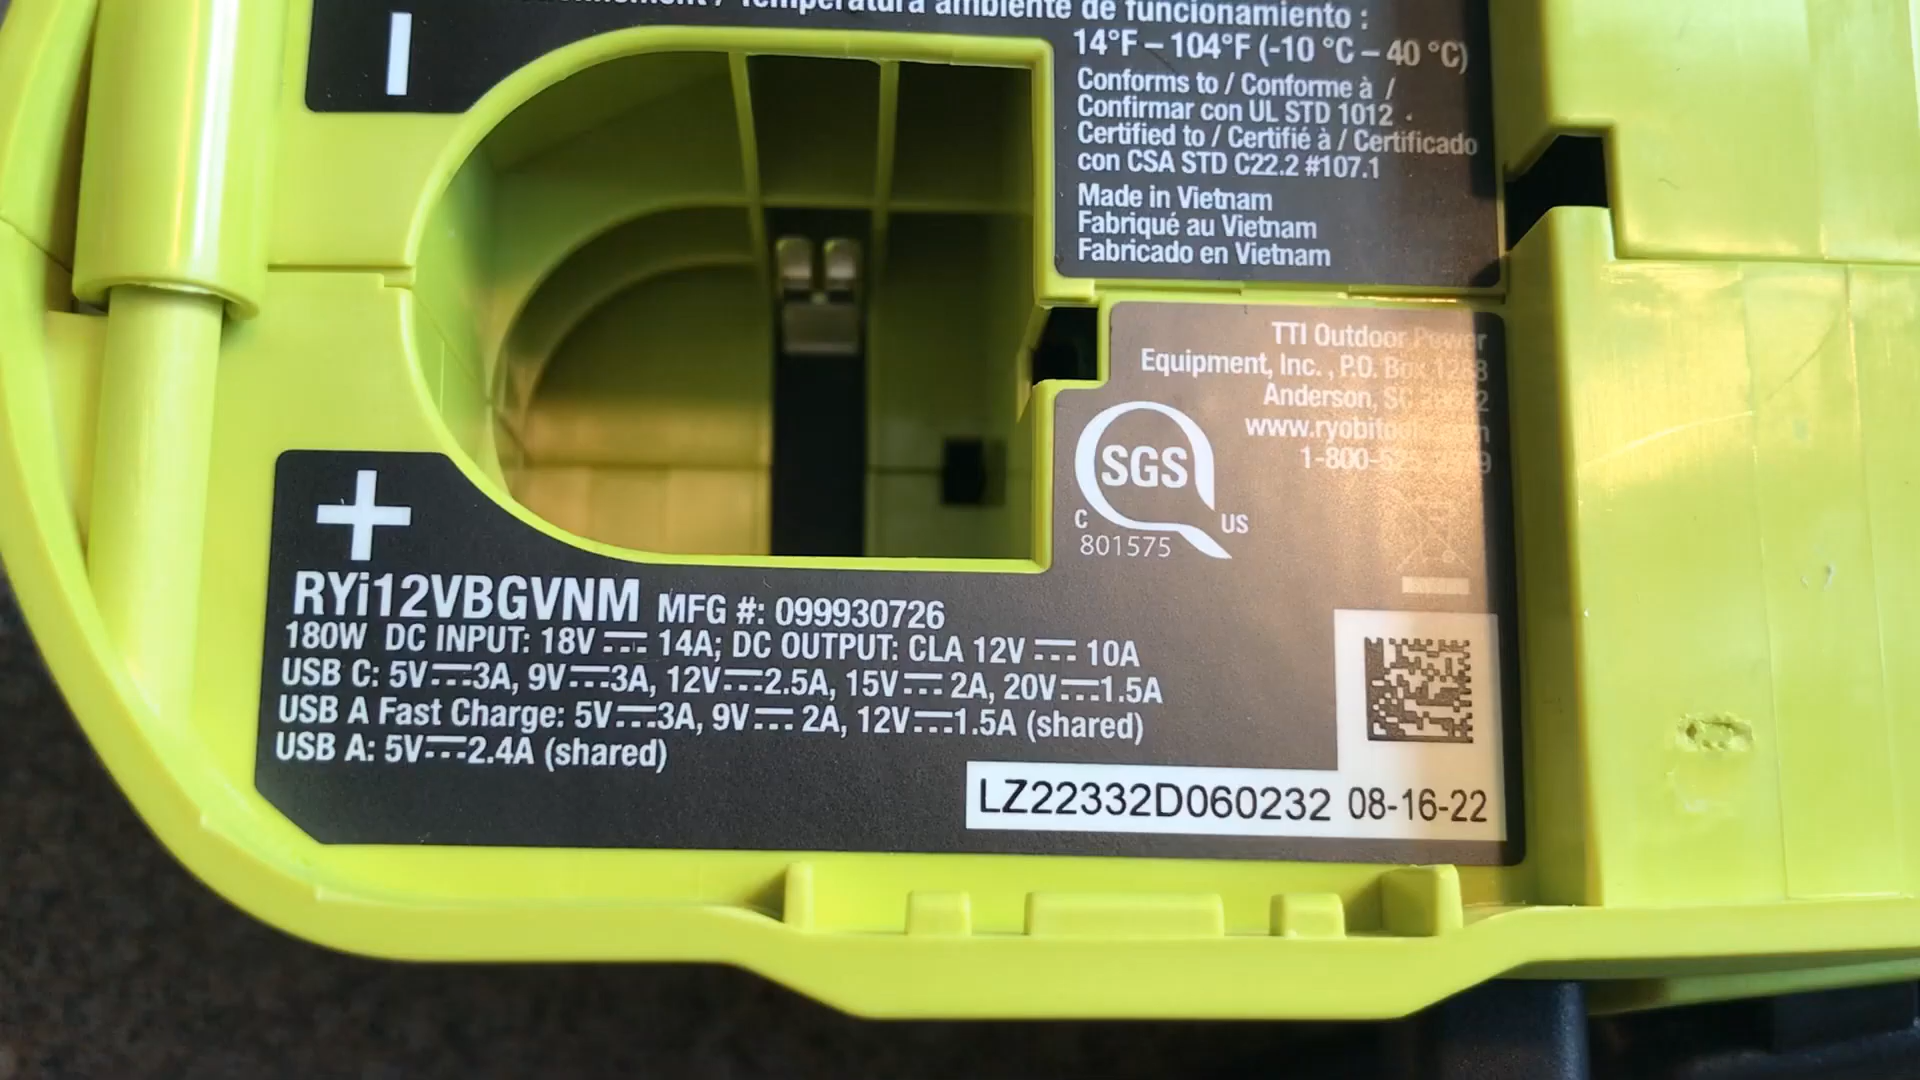 Température ambiente de funcionamiento :
14°F – 104°F (-10 °C – 40 °C)
Conforms to / Conforme à /
Confirmar con UL STD 1012
Certified to / Certifié à / Certificado
con CSA STD C22.2 #107.1
Made in Vietnam
Fabriqué au Vietnam
Fabricado en Vietnam
TTI Outdoor Power
Equipment, Inc. , P.O. Box 1288
Anderson, SC
1-800-
SGS
C US
801575
RYi12VBGVNM MFG #: 099930726
180W DC INPUT: 18V ⎓ 14A; DC OUTPUT: CLA 12V ⎓ 10A
USB C: 5V⎓3A, 9V⎓3A, 12V⎓2.5A, 15V⎓2A, 20V⎓1.5A
USB A Fast Charge: 5V⎓3A, 9V⎓2A, 12V⎓1.5A (shared)
USB A: 5V⎓2.4A (shared)
LZ22332D060232 08-16-22